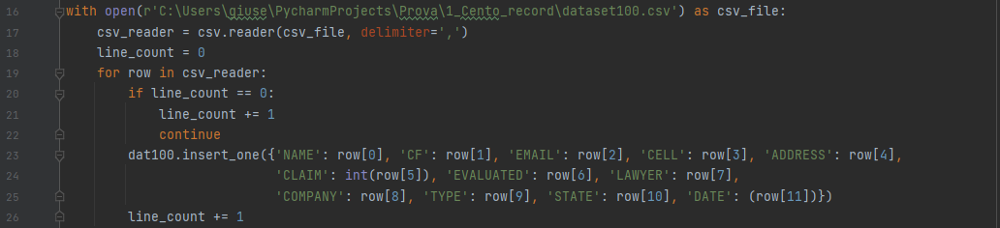 16 with open(r'C:\Users\giuse\PycharmProjects\Prova\1_Cento_record\dataset100.csv') as csv_file:
17 csv_reader = csv.reader(csv_file, delimiter=',')
18 line_count = 0
19 for row in csv_reader:
20 if line_count == 0:
21 line_count += 1
22 continue
23 dat100.insert_one({'NAME': row[0], 'CF': row[1], 'EMAIL': row[2], 'CELL': row[3], 'ADDRESS': row[4],
24 'CLAIM': int(row[5]), 'EVALUATED': row[6], 'LAWYER': row[7],
25 'COMPANY': row[8], 'TYPE': row[9], 'STATE': row[10], 'DATE': (row[11])})
26 line_count += 1